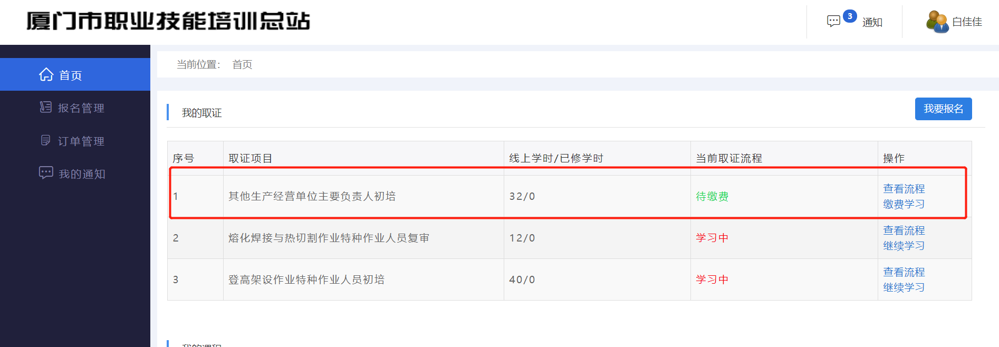 厦门市职业技能培训总站
3 通知
白佳佳
首页
报名管理
订单管理
我的通知
当前位置： 首页
我的取证
我要报名
序号 取证项目 线上学时/已修学时 当前取证流程 操作
1 其他生产经营单位主要负责人初培 32/0 待缴费 查看流程
缴费学习
2 熔化焊接与热切割作业特种作业人员复审 12/0 学习中 查看流程
继续学习
3 登高架设作业特种作业人员初培 40/0 学习中 查看流程
继续学习
我的课程